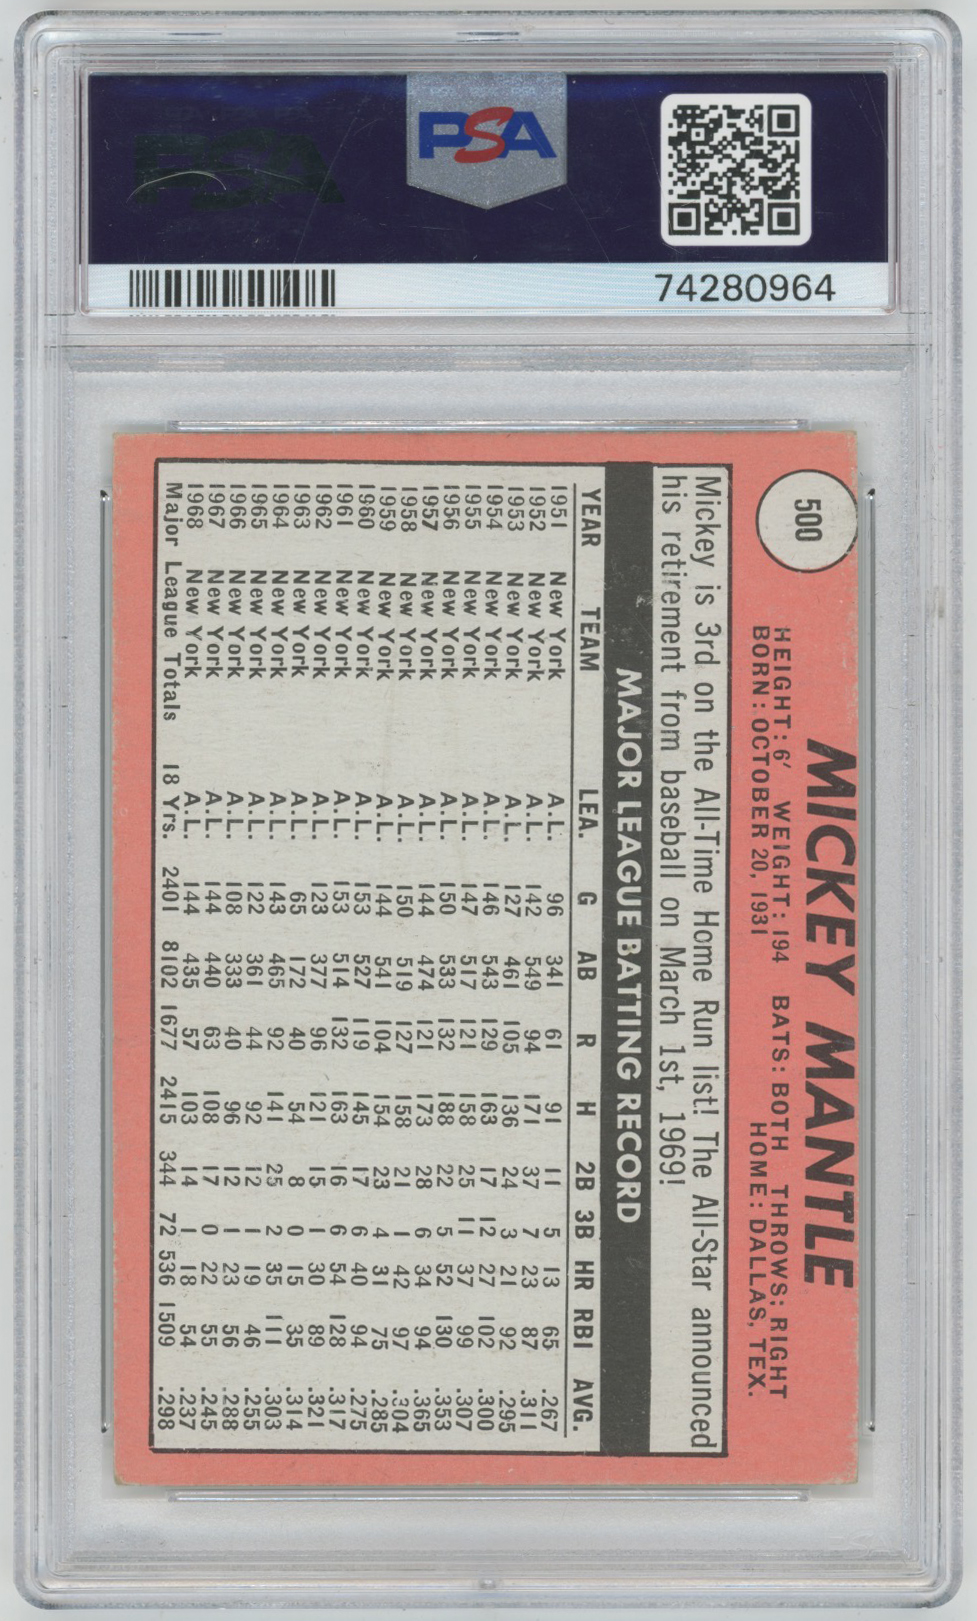 PSA
PSA
74280964
500
MICKEY MANTLE
HEIGHT: 6' WEIGHT: 194 BATS: BOTH THROWS: RIGHT
BORN: OCTOBER 20, 1931 HOME: DALLAS, TEX.
Mickey is 3rd on the All-Time Home Run list! The All-Star announced
his retirement from baseball on March 1st, 1969!
MAJOR LEAGUE BATTING RECORD
YEAR TEAM LEA. G AB R H 2B 3B HR RBI AVG.
1951 New York A.L. 96 341 61 91 11 5 13 65 .267
1952 New York A.L. 142 549 94 171 37 7 23 87 .311
1953 New York A.L. 127 461 105 136 24 3 21 92 .295
1954 New York A.L. 146 543 129 163 17 12 27 102 .300
1955 New York A.L. 147 517 121 158 25 11 37 99 .307
1956 New York A.L. 150 533 132 188 22 5 52 130 .353
1957 New York A.L. 144 474 121 173 28 6 34 94 .365
1958 New York A.L. 150 519 127 158 21 1 42 97 .304
1959 New York A.L. 144 541 104 154 23 4 31 75 .285
1960 New York A.L. 153 527 119 145 17 6 40 94 .275
1961 New York A.L. 153 514 132 163 16 6 54 128 .317
1962 New York A.L. 123 377 96 121 15 1 30 89 .321
1963 New York A.L. 65 172 40 54 8 0 15 35 .314
1964 New York A.L. 143 465 92 141 25 2 35 111 .303
1965 New York A.L. 122 361 44 92 12 1 19 46 .255
1966 New York A.L. 108 333 40 96 12 1 23 56 .288
1967 New York A.L. 144 440 63 108 17 0 22 55 .245
1968 New York A.L. 144 435 57 103 14 1 18 54 .237
Major League Totals 18 Yrs. 2401 8102 1677 2415 344 72 536 1509 .298